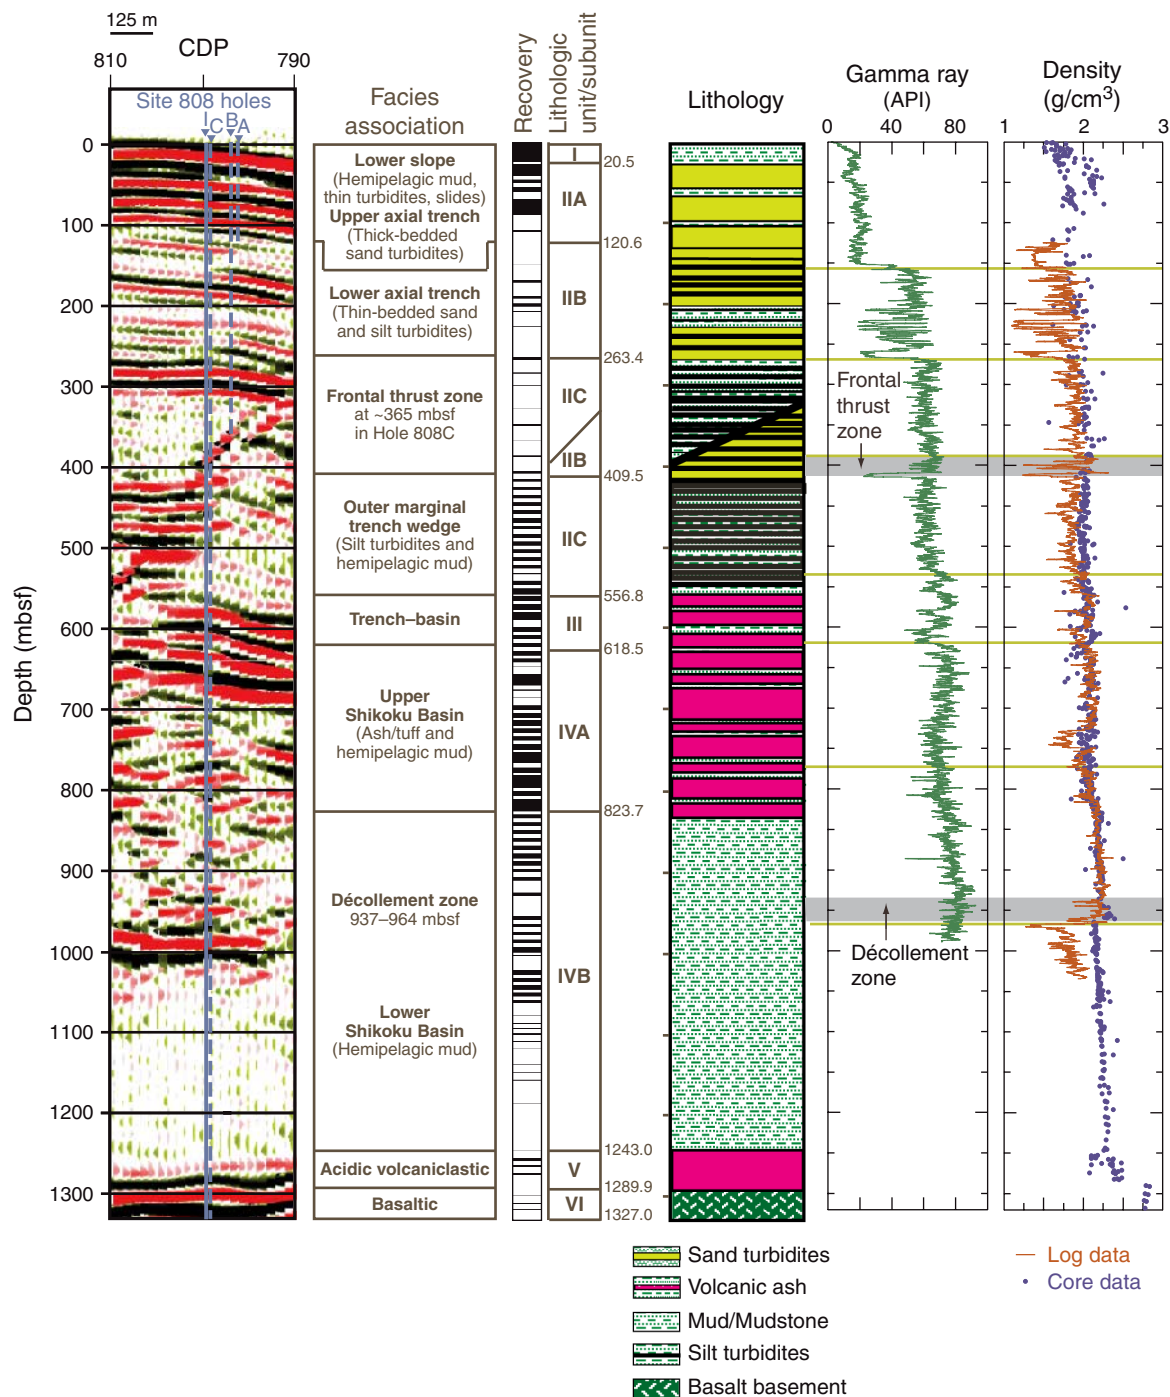 125 m
CDP
810
790
Site 808 holes
I
C
B
A
Depth (mbsf)
0
100
200
300
400
500
600
700
800
900
1000
1100
1200
1300
Facies
association
Lower slope
(Hemipelagic mud,
thin turbidites, slides)
Upper axial trench
(Thick-bedded
sand turbidites)
Lower axial trench
(Thin-bedded sand
and silt turbidites)
Frontal thrust zone
at ~365 mbsf
in Hole 808C
Outer marginal
trench wedge
(Silt turbidites and
hemipelagic mud)
Trench–basin
Upper
Shikoku Basin
(Ash/tuff and
hemipelagic mud)
Décollement zone
937–964 mbsf
Lower
Shikoku Basin
(Hemipelagic mud)
Acidic volcaniclastic
Basaltic
Recovery
Lithologic
unit/subunit
I
20.5
IIA
120.6
IIB
263.4
IIC
IIB
409.5
IIC
556.8
III
618.5
IVA
823.7
IVB
1243.0
V
1289.9
VI
1327.0
Lithology
Gamma ray
(API)
0
40
80
Frontal
thrust
zone
Décollement
zone
Density
(g/cm³)
1
2
3
Sand turbidites
Volcanic ash
Mud/Mudstone
Silt turbidites
Basalt basement
Log data
Core data